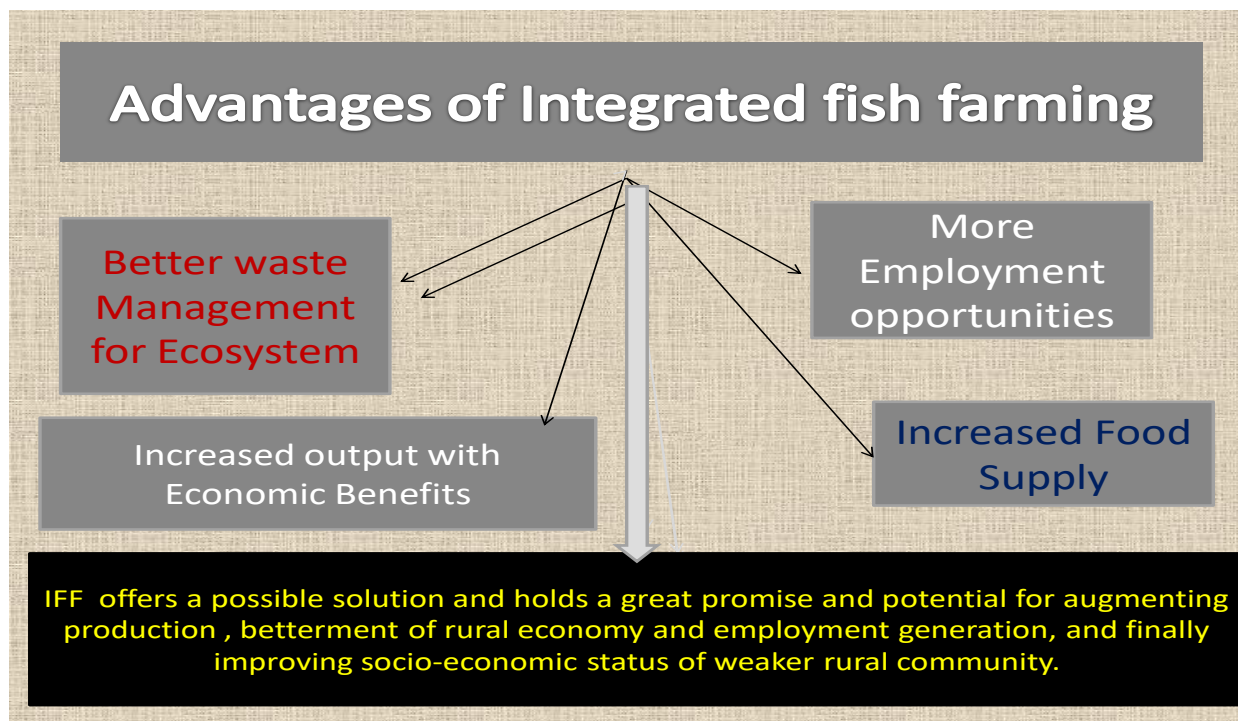 Advantages of Integrated fish farming
Better waste
Management
for Ecosystem
More
Employment
opportunities
Increased output with
Economic Benefits
Increased Food
Supply
IFF offers a possible solution and holds a great promise and potential for augmenting
production , betterment of rural economy and employment generation, and finally
improving socio-economic status of weaker rural community.